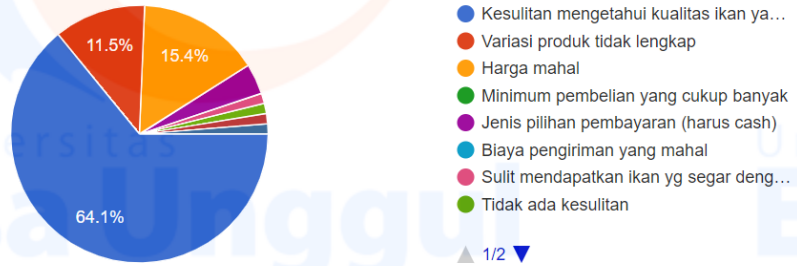 11.5%
15.4%
64.1%
Kesulitan mengetahui kualitas ikan ya…
Variasi produk tidak lengkap
Harga mahal
Minimum pembelian yang cukup banyak
Jenis pilihan pembayaran (harus cash)
Biaya pengiriman yang mahal
Sulit mendapatkan ikan yg segar deng…
Tidak ada kesulitan
1/2
ersitas
a Unggul
U
E